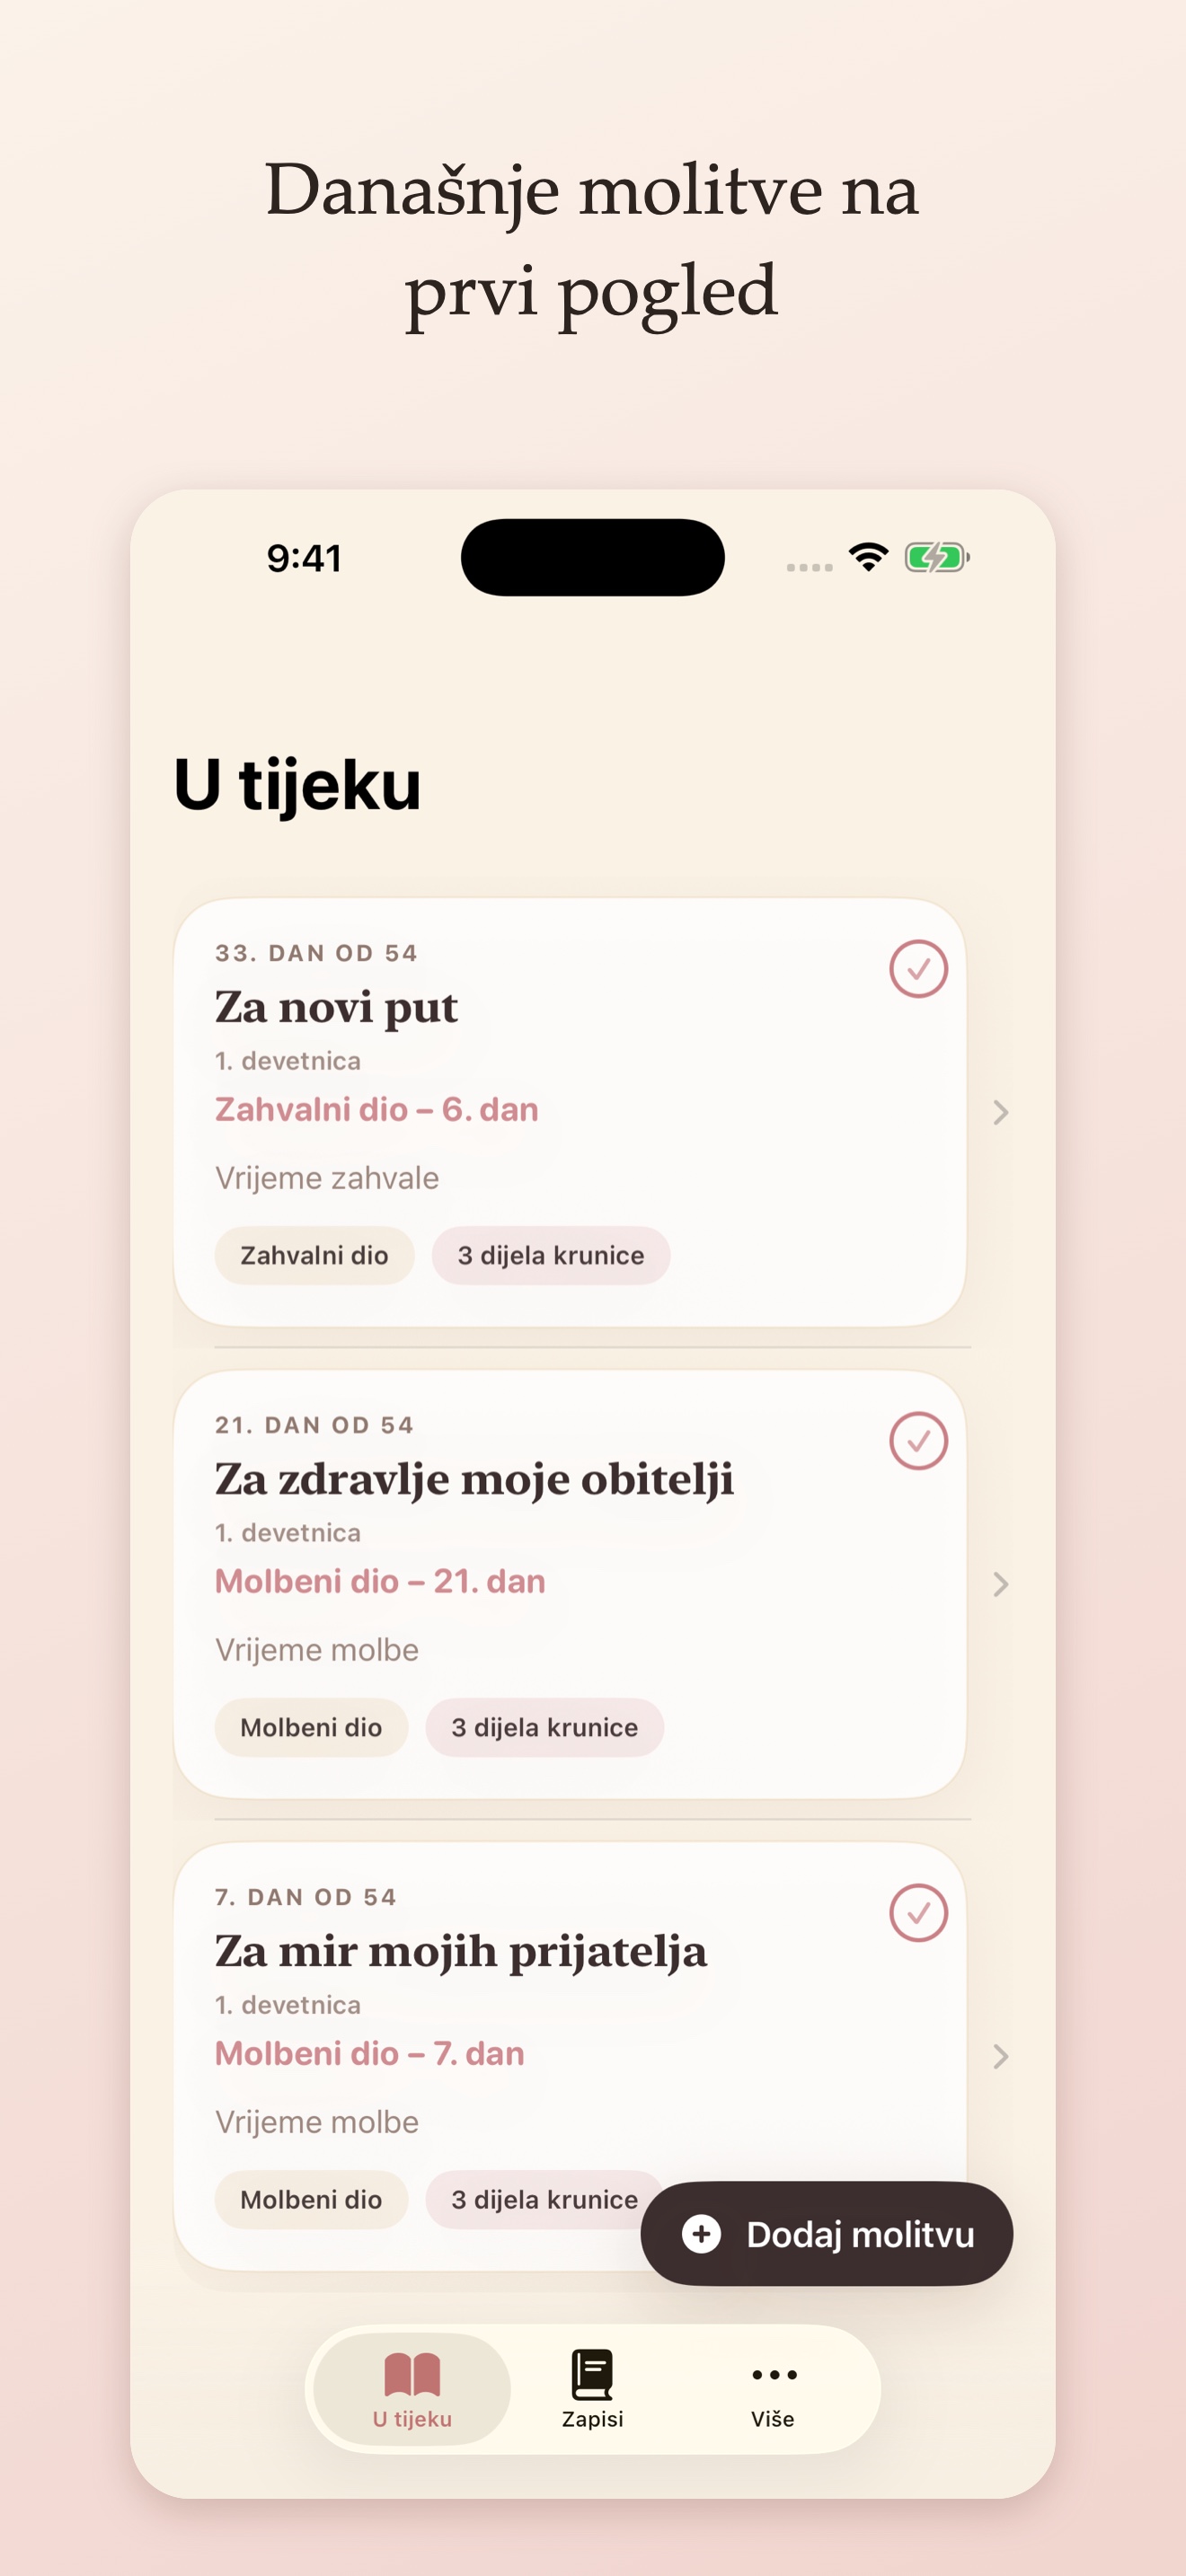 Današnje molitve na
prvi pogled
9:41
U tijeku
33. DAN OD 54
Za novi put
1. devetnica
Zahvalni dio – 6. dan
Vrijeme zahvale
Zahvalni dio
3 dijela krunice
21. DAN OD 54
Za zdravlje moje obitelji
1. devetnica
Molbeni dio – 21. dan
Vrijeme molbe
Molbeni dio
3 dijela krunice
7. DAN OD 54
Za mir mojih prijatelja
1. devetnica
Molbeni dio – 7. dan
Vrijeme molbe
Molbeni dio
3 dijela krunice
Dodaj molitvu
U tijeku
Zapisi
Više